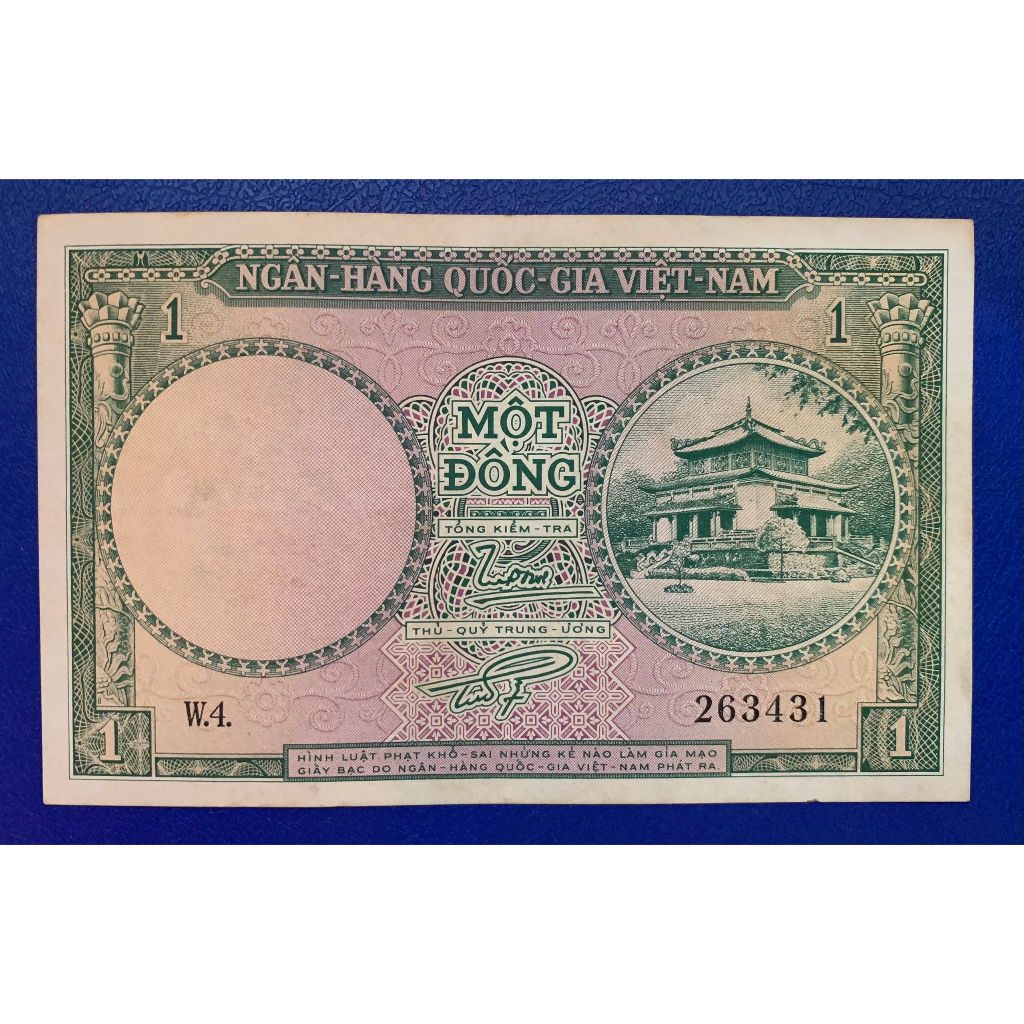 NGÂN-HÀNG QUỐC-GIA VIỆT-NAM
1 1
MỘT
ĐỒNG
TỔNG KIỂM-TRA
THỦ-QUỸ TRUNG-ƯƠNG
W.4. 263431
1 1
HÌNH LUẬT PHẠT KHỔ-SAI NHỮNG KẺ NÀO LÀM GIẢ MẠO
GIẤY BẠC DO NGÂN-HÀNG QUỐC-GIA VIỆT-NAM PHÁT RA.